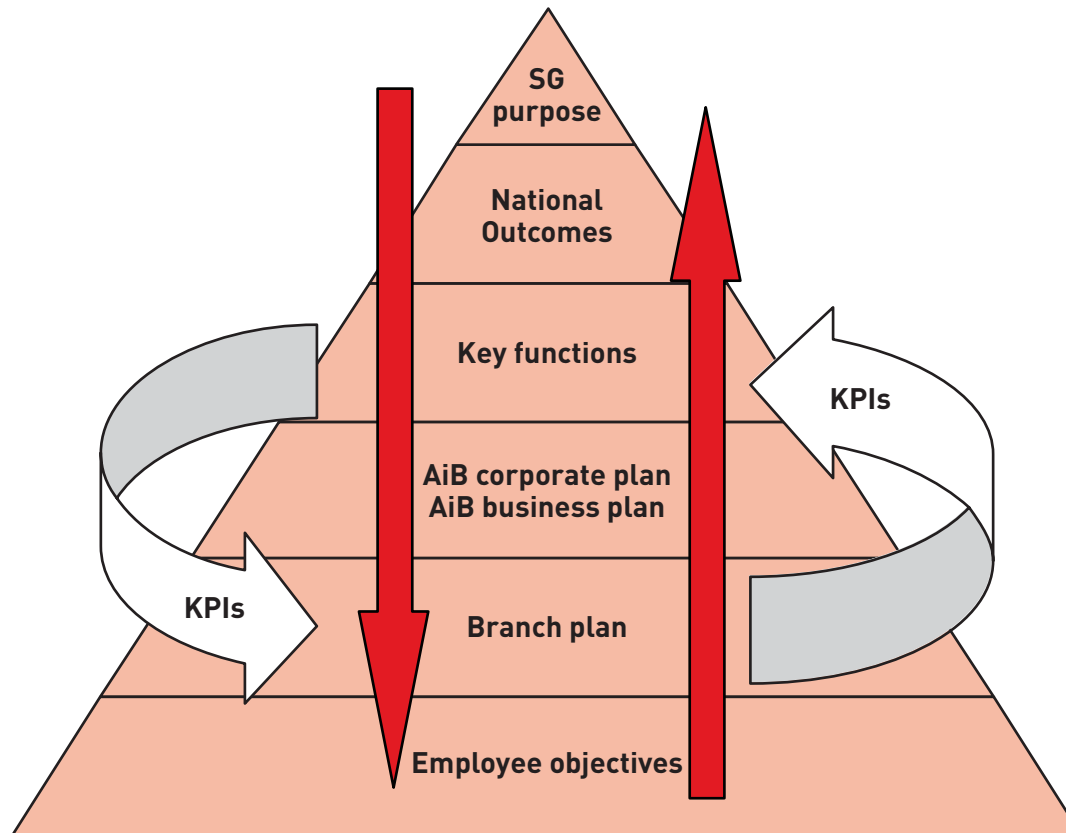 SG
purpose
National
Outcomes
Key functions
KPIs
AiB corporate plan
AiB business plan
KPIs
Branch plan
Employee objectives